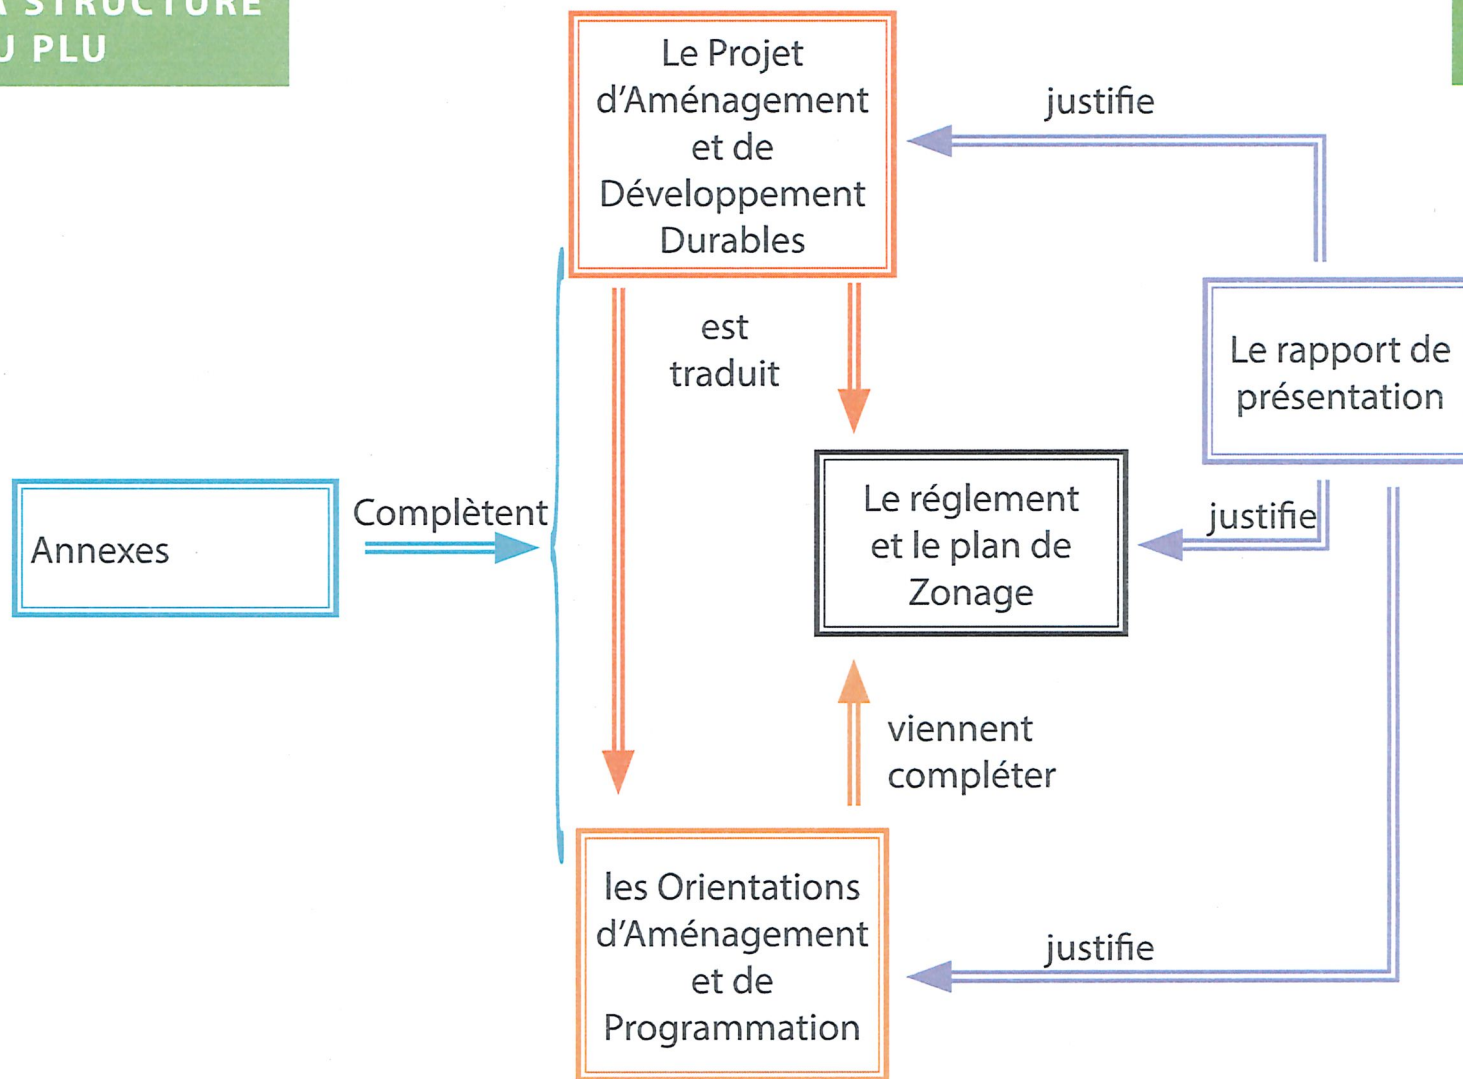 A STRUCTURE
U PLU
Le Projet
d'Aménagement
et de
Développement
Durables
justifie
est
traduit
Le rapport de
présentation
Annexes
Complètent
Le réglement
et le plan de
Zonage
justifie
viennent
compléter
les Orientations
d'Aménagement
et de
Programmation
justifie